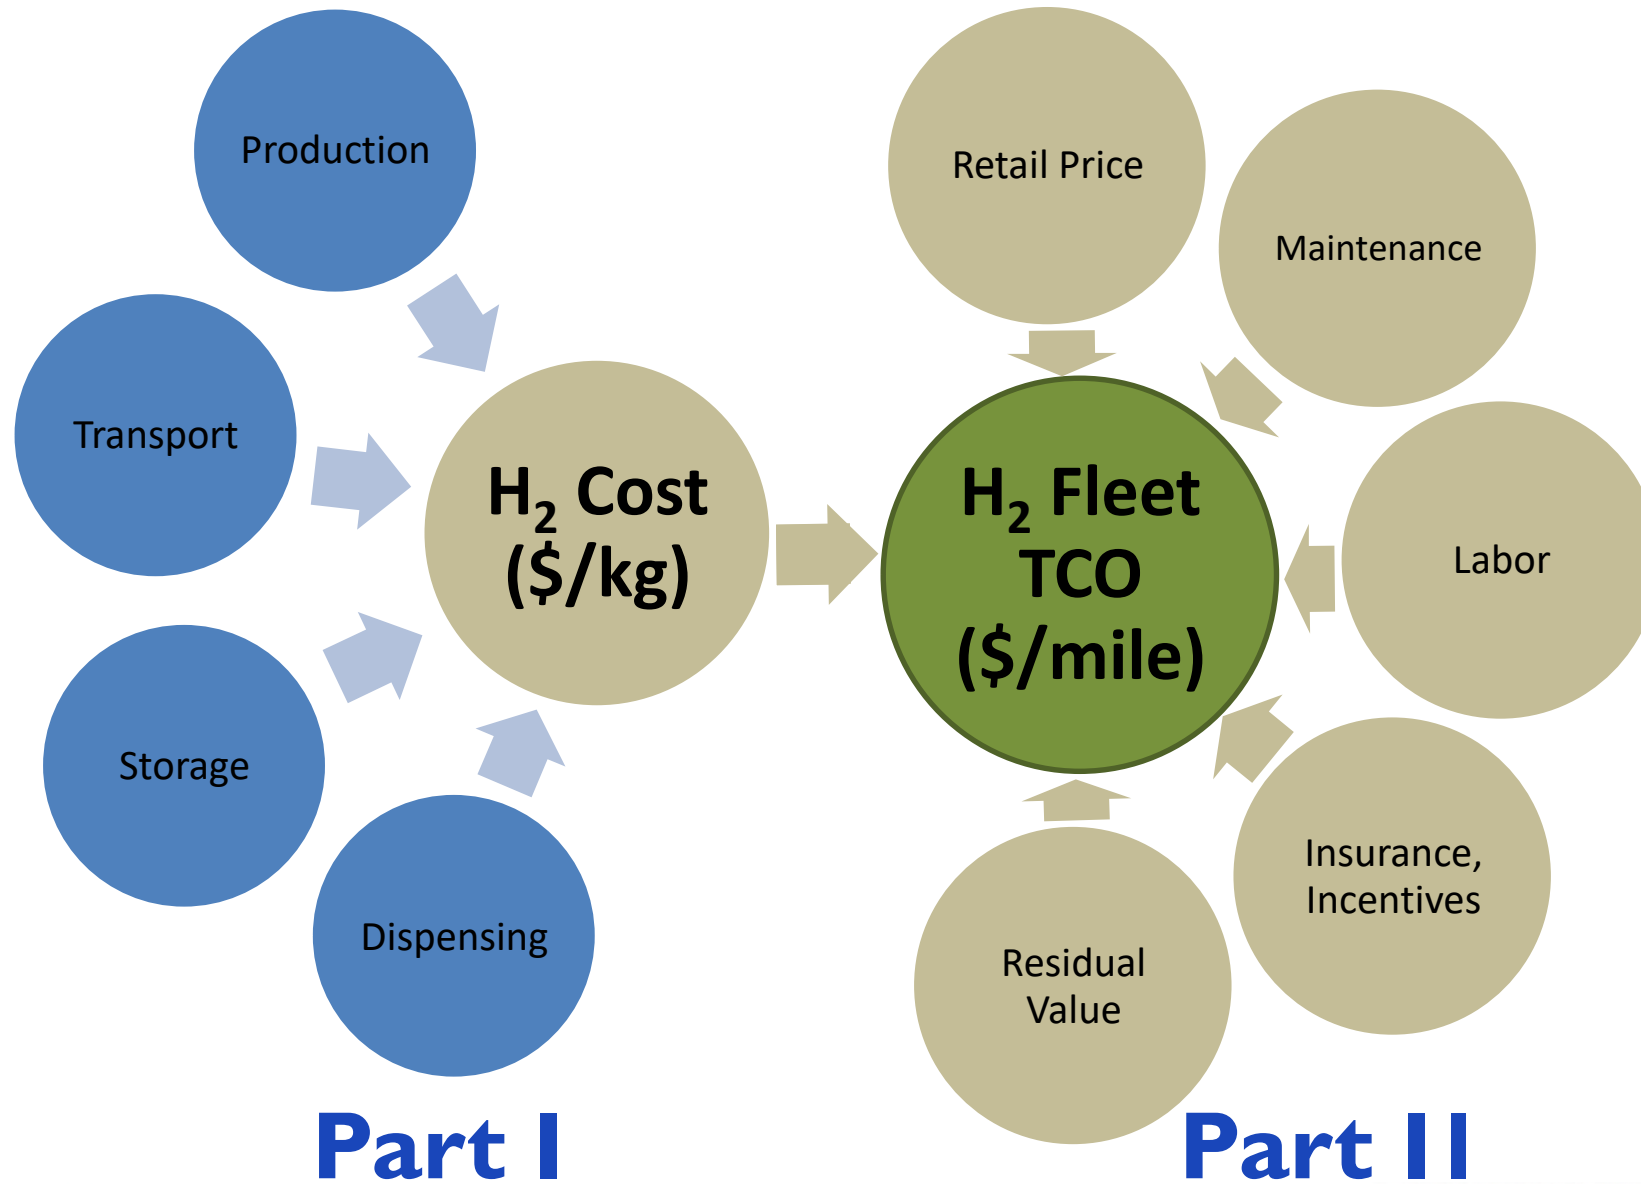 Production
Transport
Storage
Dispensing
H₂ Cost
($/kg)
Part I
Retail Price
Maintenance
Labor
Insurance,
Incentives
Residual
Value
H₂ Fleet
TCO
($/mile)
Part II